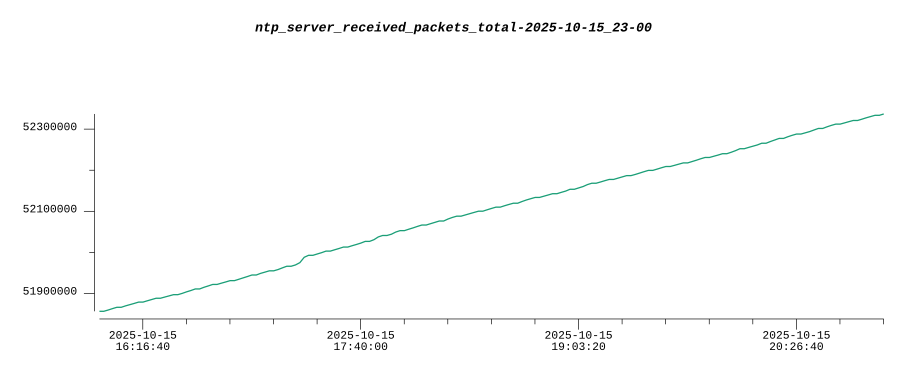 ntp_server_received_packets_total-2025-10-15_23-00
52300000
52100000
51900000
2025-10-15 2025-10-15 2025-10-15 2025-10-15
16:16:40 17:40:00 19:03:20 20:26:40